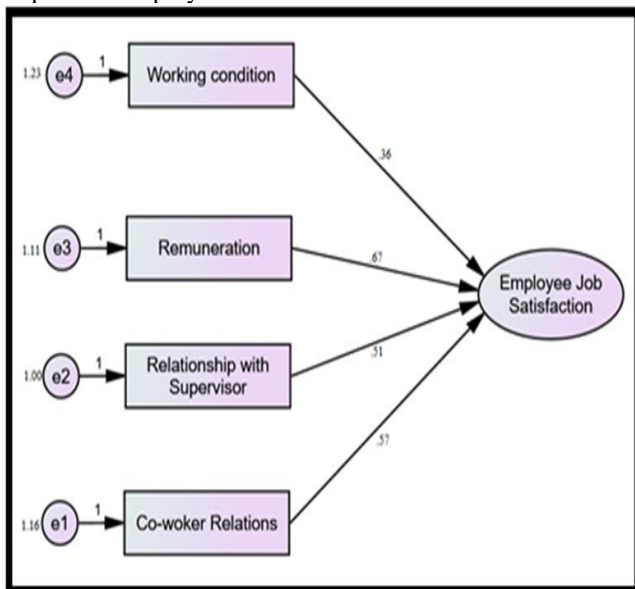 1.23
e4
1
Working condition
.36
1.11
e3
1
Remuneration
.67
Employee Job
Satisfaction
1.00
e2
1
Relationship with
Supervisor
.51
.57
1.16
e1
1
Co-woker Relations